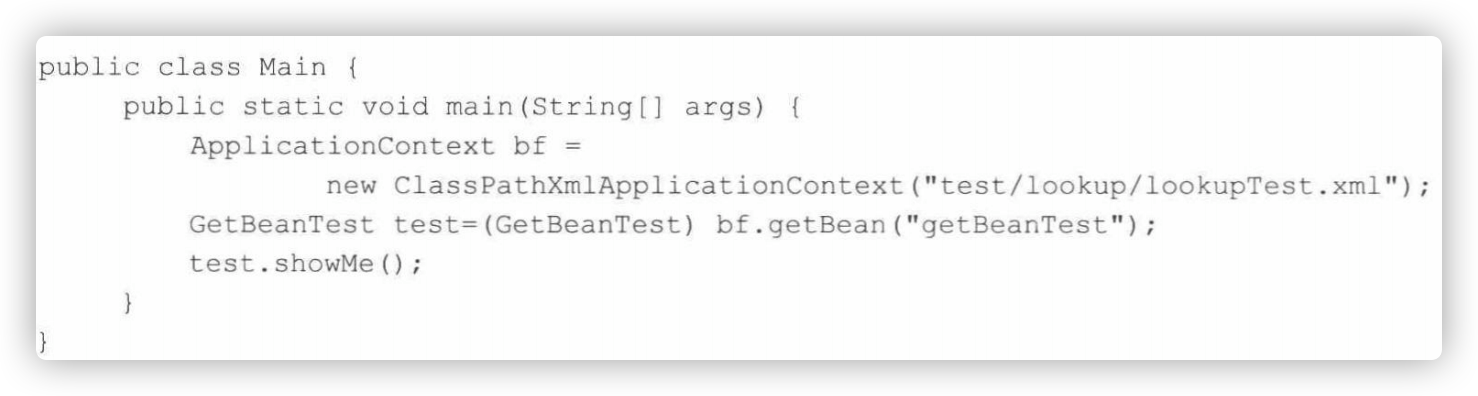 public class Main {
public static void main(String[] args) {
ApplicationContext bf =
new ClassPathXmlApplicationContext("test/lookup/lookupTest.xml");
GetBeanTest test=(GetBeanTest) bf.getBean("getBeanTest");
test.showMe();
}
}